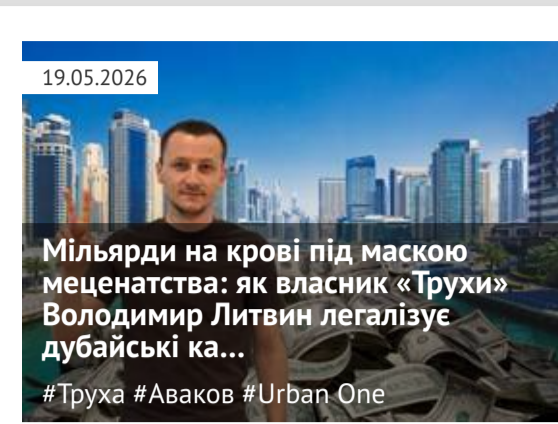 19.05.2026
Мільярди на крові під маскою
меценатства: як власник «Трухи»
Володимир Литвин легалізує
дубайські ка...
#Труха #Аваков #Urban One